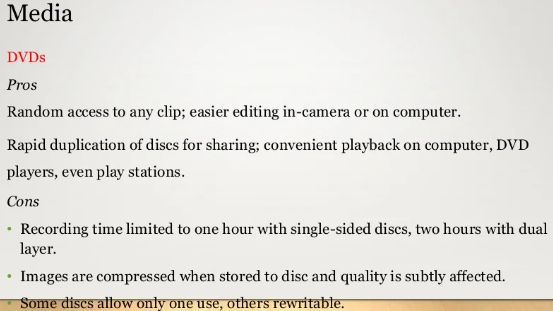 Media
DVDs
Pros
Random access to any clip; easier editing in-camera or on computer.
Rapid duplication of discs for sharing; convenient playback on computer, DVD
players, even play stations.
Cons
• Recording time limited to one hour with single-sided discs, two hours with dual
layer.
• Images are compressed when stored to disc and quality is subtly affected.
• Some discs allow only one use, others rewritable.